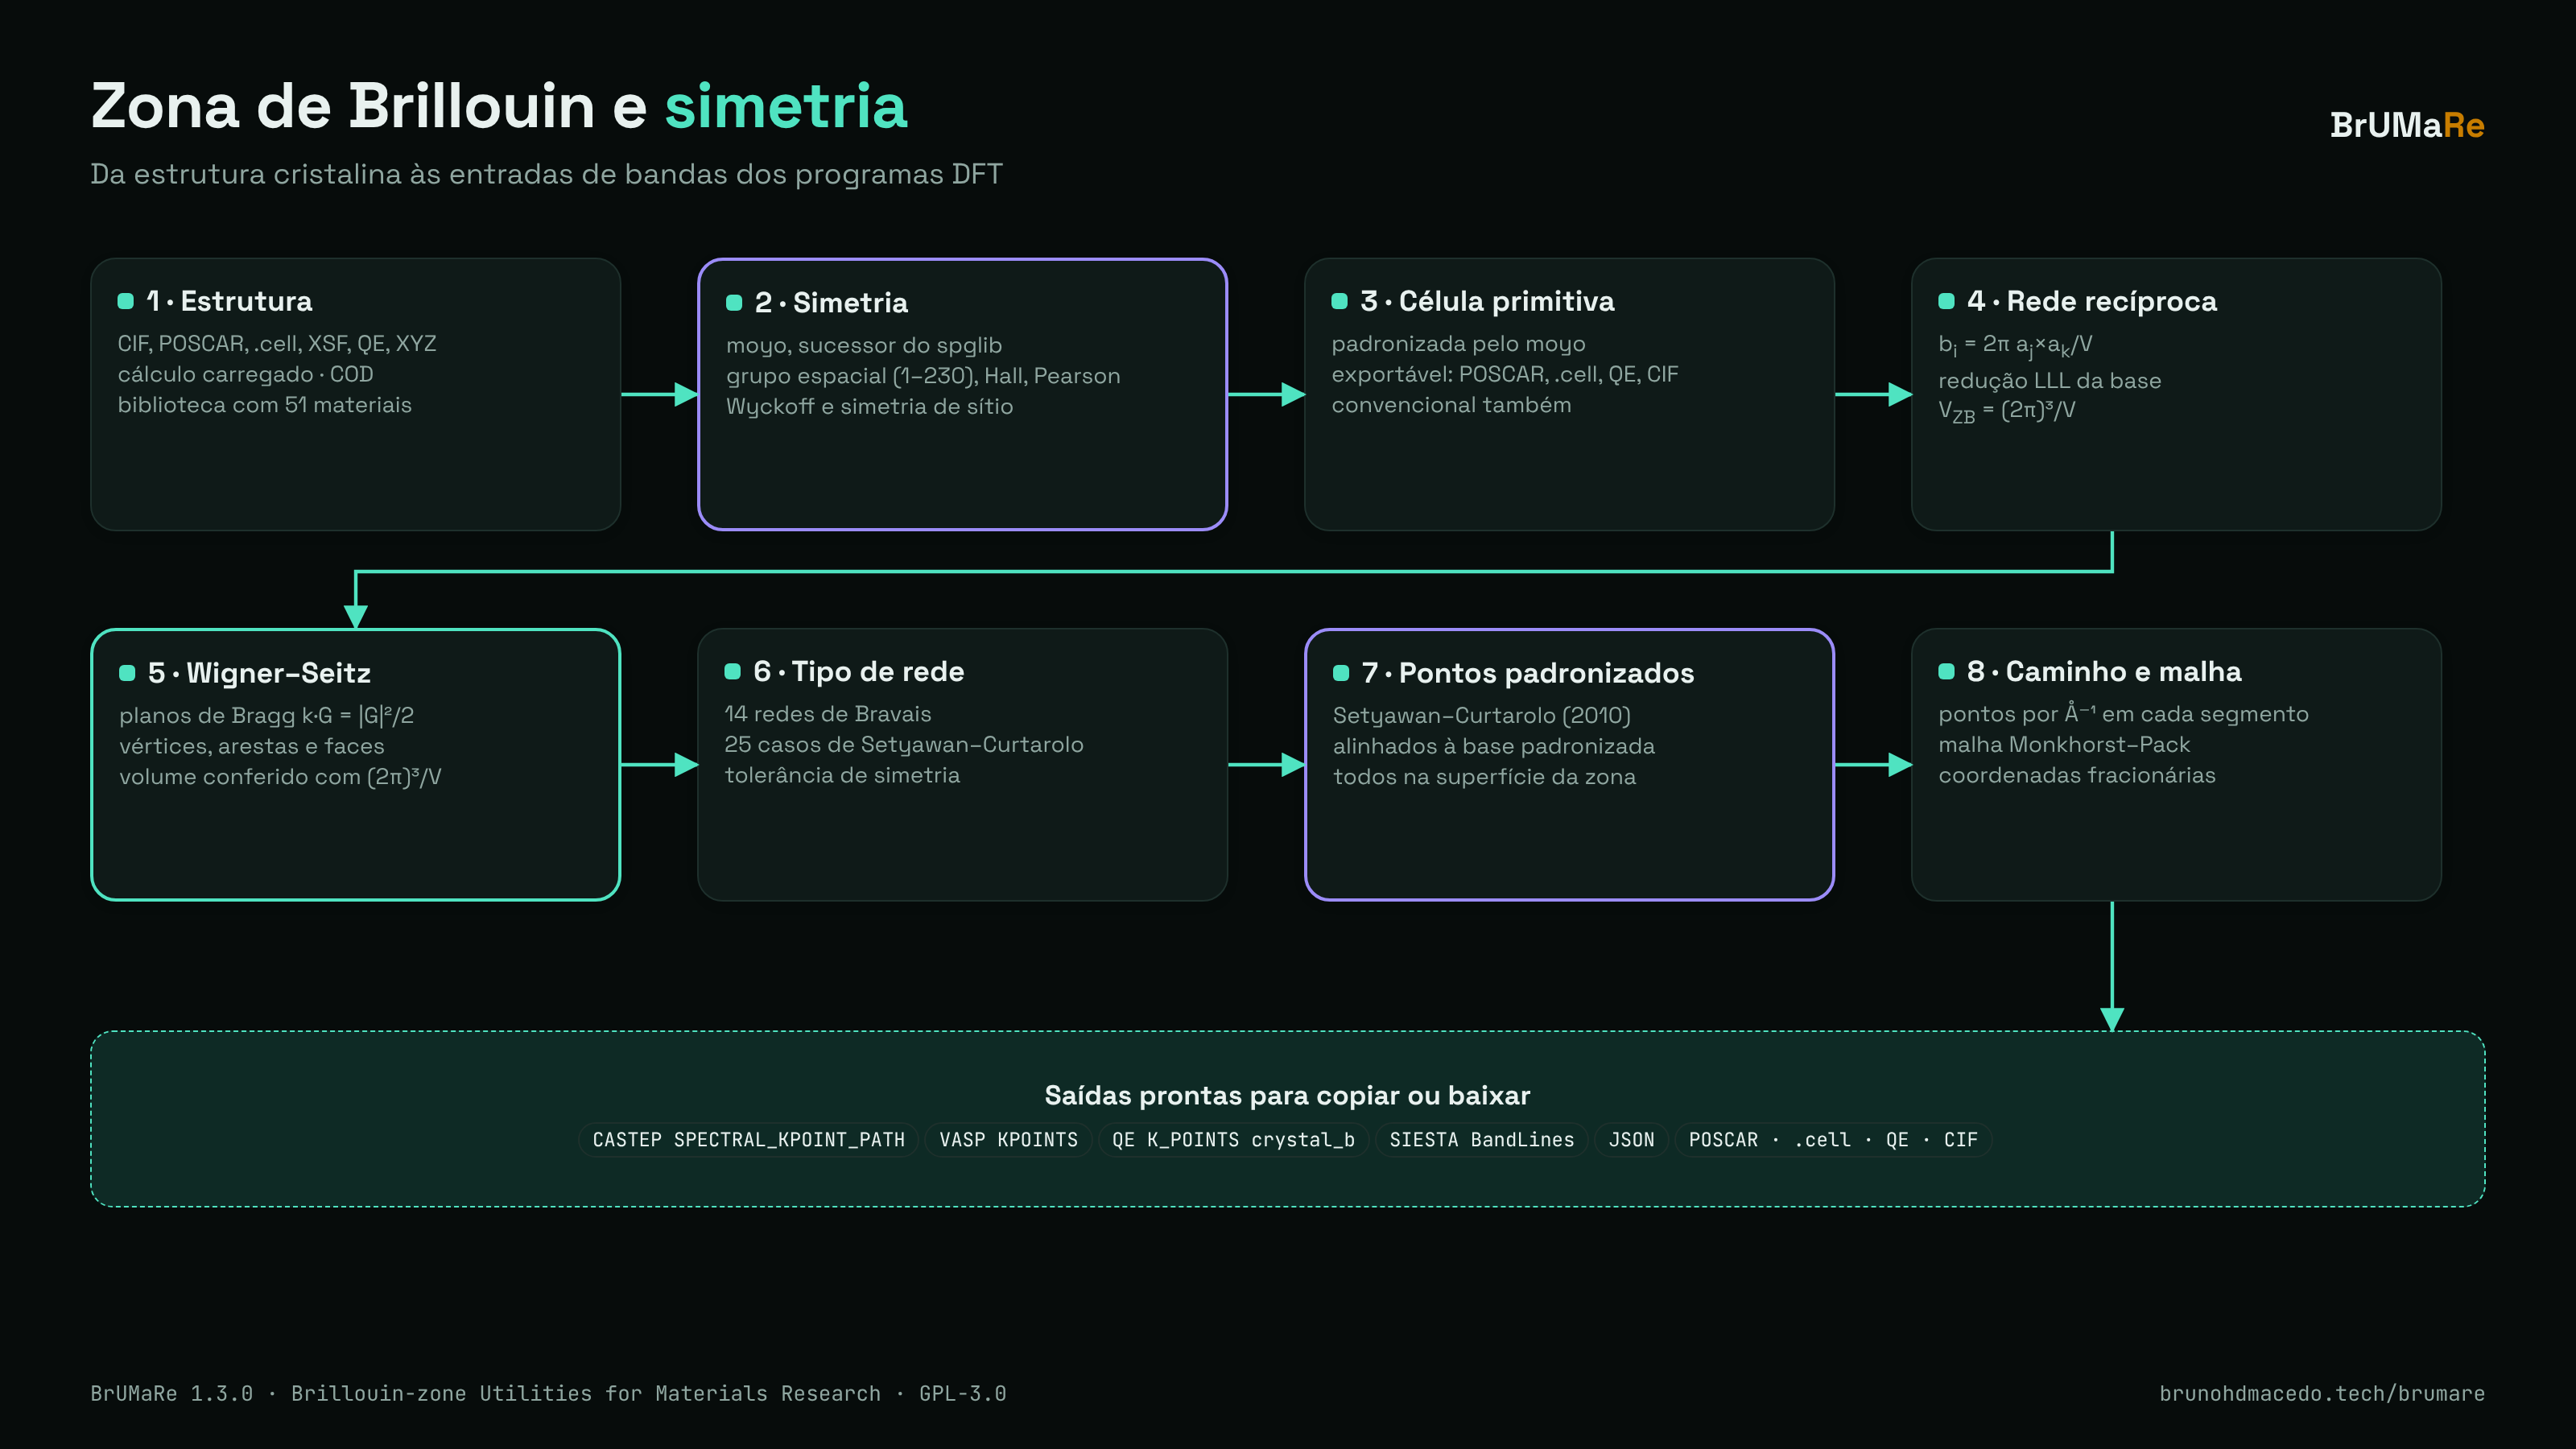 Zona de Brillouin e simetria
BrUMaRe
Da estrutura cristalina às entradas de bandas dos programas DFT
1 · Estrutura
CIF, POSCAR, .cell, XSF, QE, XYZ
cálculo carregado · COD
biblioteca com 51 materiais
2 · Simetria
moyo, sucessor do spglib
grupo espacial (1–230), Hall, Pearson
Wyckoff e simetria de sítio
3 · Célula primitiva
padronizada pelo moyo
exportável: POSCAR, .cell, QE, CIF
convencional também
4 · Rede recíproca
bᵢ = 2π aⱼ×aₖ/V
redução LLL da base
V_ZB = (2π)³/V
5 · Wigner–Seitz
planos de Bragg k·G = |G|²/2
vértices, arestas e faces
volume conferido com (2π)³/V
6 · Tipo de rede
14 redes de Bravais
25 casos de Setyawan–Curtarolo
tolerância de simetria
7 · Pontos padronizados
Setyawan–Curtarolo (2010)
alinhados à base padronizada
todos na superfície da zona
8 · Caminho e malha
pontos por Å⁻¹ em cada segmento
malha Monkhorst–Pack
coordenadas fracionárias
Saídas prontas para copiar ou baixar
CASTEP SPECTRAL_KPOINT_PATH VASP KPOINTS QE K_POINTS crystal_b SIESTA BandLines JSON POSCAR · .cell · QE · CIF
BrUMaRe 1.3.0 · Brillouin-zone Utilities for Materials Research · GPL-3.0
brunohdmacedo.tech/brumare